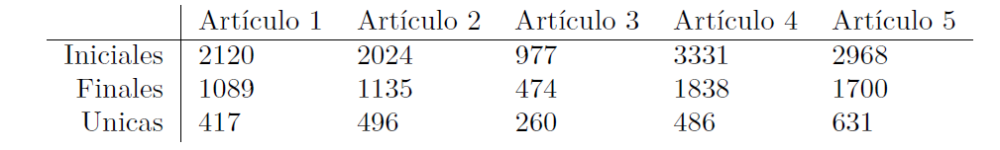 Artículo 1 Artículo 2 Artículo 3 Artículo 4 Artículo 5
Iniciales 2120 2024 977 3331 2968
Finales 1089 1135 474 1838 1700
Unicas 417 496 260 486 631